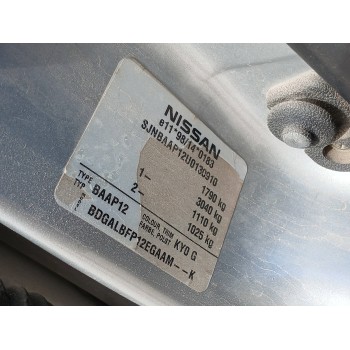 NISSAN
e11*98/14*0183
SJNBAAP12U0130910
1790 kg
3040 kg
1- 1110 kg
2- 1025 kg
TYPE
TYP BAAP12
COLOUR, TRIM
FARBE, POLST KY0 G
BDGALBFP12EGAAM--K